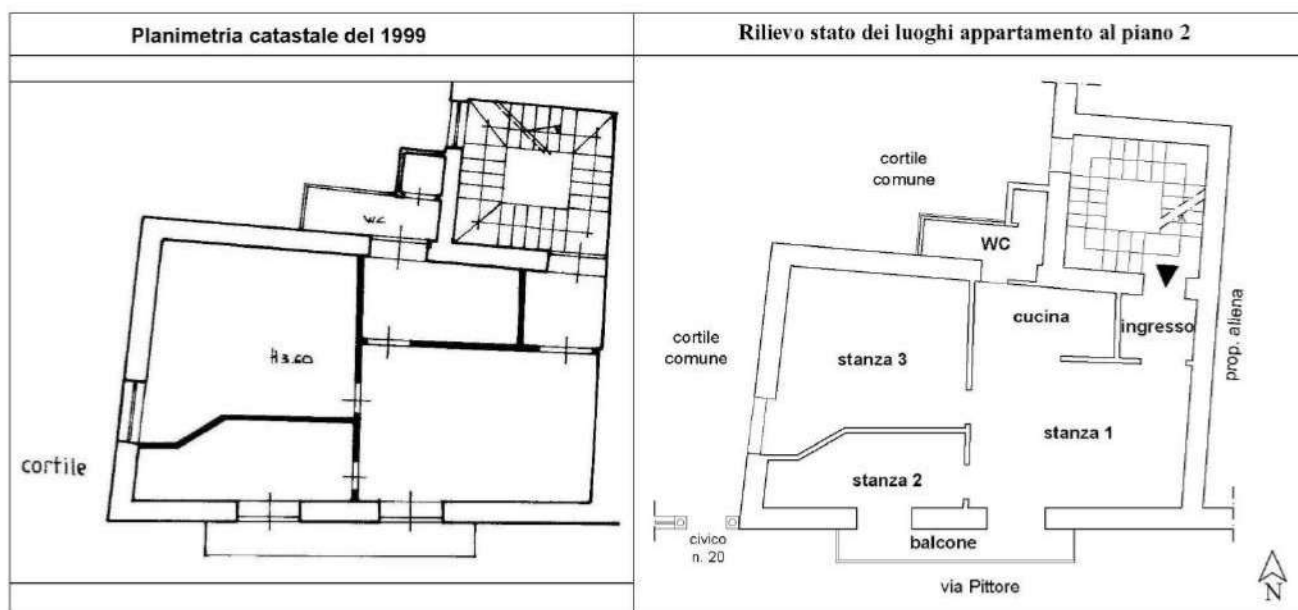 Planimetria catastale del 1999
Rilievo stato dei luoghi appartamento al piano 2
WC
H 3.60
cortile
cortile
comune
WC
cucina
ingresso
cortile
comune
stanza 3
prop. aliena
stanza 1
stanza 2
civico
n. 20
balcone
via Pittore
N